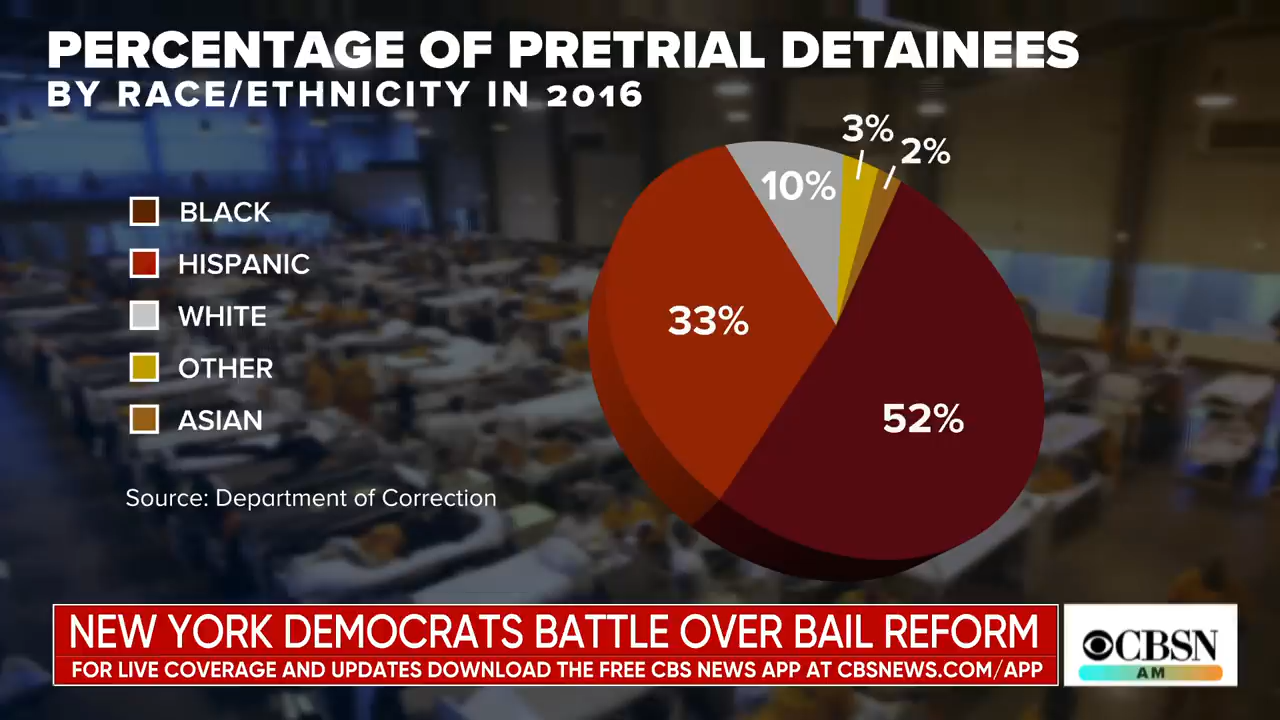 PERCENTAGE OF PRETRIAL DETAINEES
BY RACE/ETHNICITY IN 2016
3%
2%
10%
BLACK
HISPANIC
WHITE
33%
OTHER
ASIAN
52%
Source: Department of Correction
NEW YORK DEMOCRATS BATTLE OVER BAIL REFORM
FOR LIVE COVERAGE AND UPDATES DOWNLOAD THE FREE CBS NEWS APP AT CBSNEWS.COM/APP
CBSN
AM